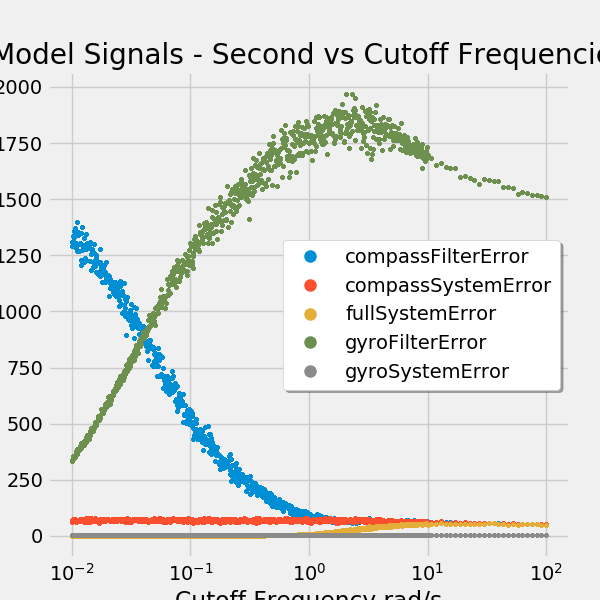 Model Signals - Second vs Cutoff Frequencie
2000
1750
1500
1250
1000
750
500
250
0
compassFilterError
compassSystemError
fullSystemError
gyroFilterError
gyroSystemError
10⁻² 10⁻¹ 10⁰ 10¹ 10²
Cutoff Frequency rad/s